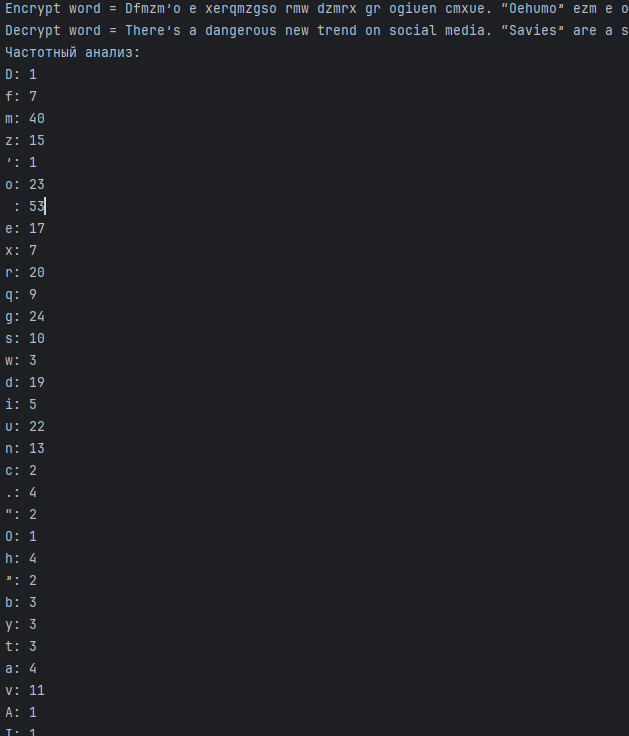 Encrypt word = Dfmzm’o e xerqmzgso rmw dzmrx gr ogiuen cmxue. “Oehumo” ezm e o
Decrypt word = There’s a dangerous new trend on social media. “Savies” are a s
Частотный анализ:
D: 1
f: 7
m: 40
z: 15
’: 1
o: 23
 : 53
e: 17
x: 7
r: 20
q: 9
g: 24
s: 10
w: 3
d: 19
i: 5
u: 22
n: 13
c: 2
.: 4
“: 2
O: 1
h: 4
”: 2
b: 3
y: 3
t: 3
a: 4
v: 11
A: 1
T: 1